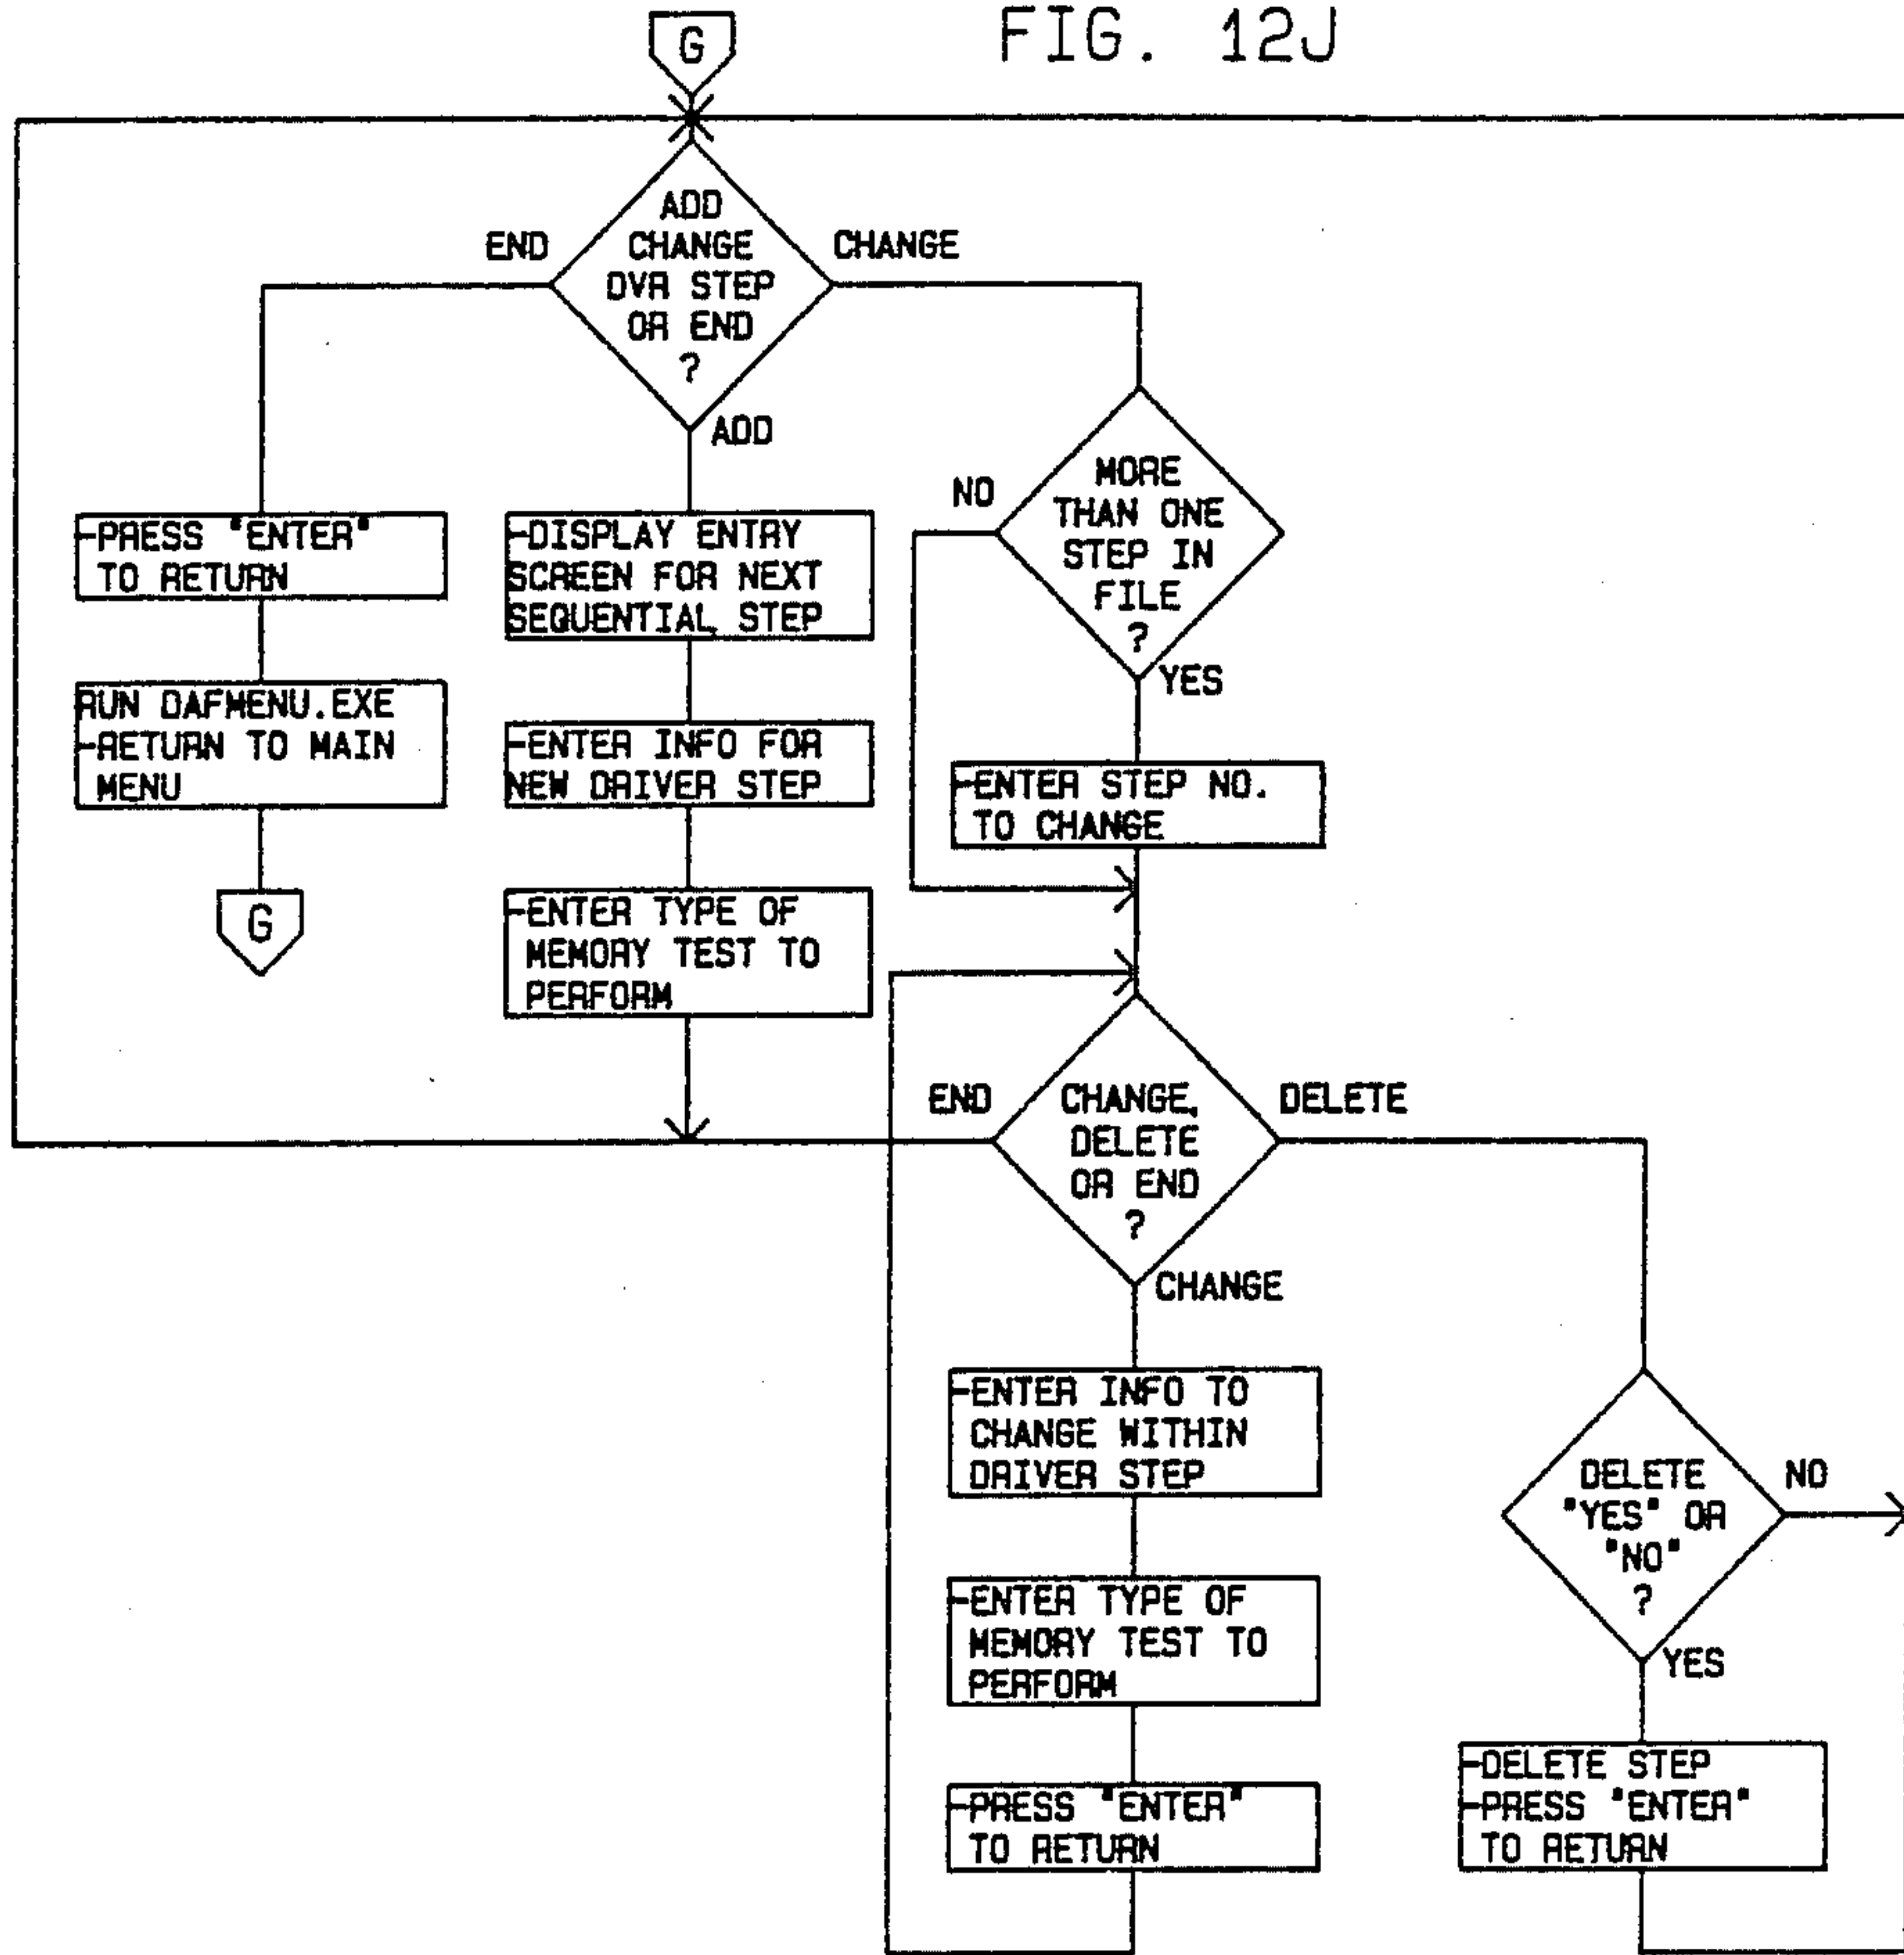 FIG. 12J
G
ADD
CHANGE
DVR STEP
OR END
?
END
CHANGE
ADD
-PRESS "ENTER"
TO RETURN
RUN DAFMENU.EXE
-RETURN TO MAIN
MENU
G
-DISPLAY ENTRY
SCREEN FOR NEXT
SEQUENTIAL STEP
-ENTER INFO FOR
NEW DRIVER STEP
-ENTER TYPE OF
MEMORY TEST TO
PERFORM
MORE
THAN ONE
STEP IN
FILE
?
NO
YES
-ENTER STEP NO.
TO CHANGE
CHANGE,
DELETE
OR END
?
END
DELETE
CHANGE
-ENTER INFO TO
CHANGE WITHIN
DRIVER STEP
-ENTER TYPE OF
MEMORY TEST TO
PERFORM
-PRESS "ENTER"
TO RETURN
DELETE
"YES" OR
"NO"
?
NO
YES
-DELETE STEP
-PRESS "ENTER"
TO RETURN